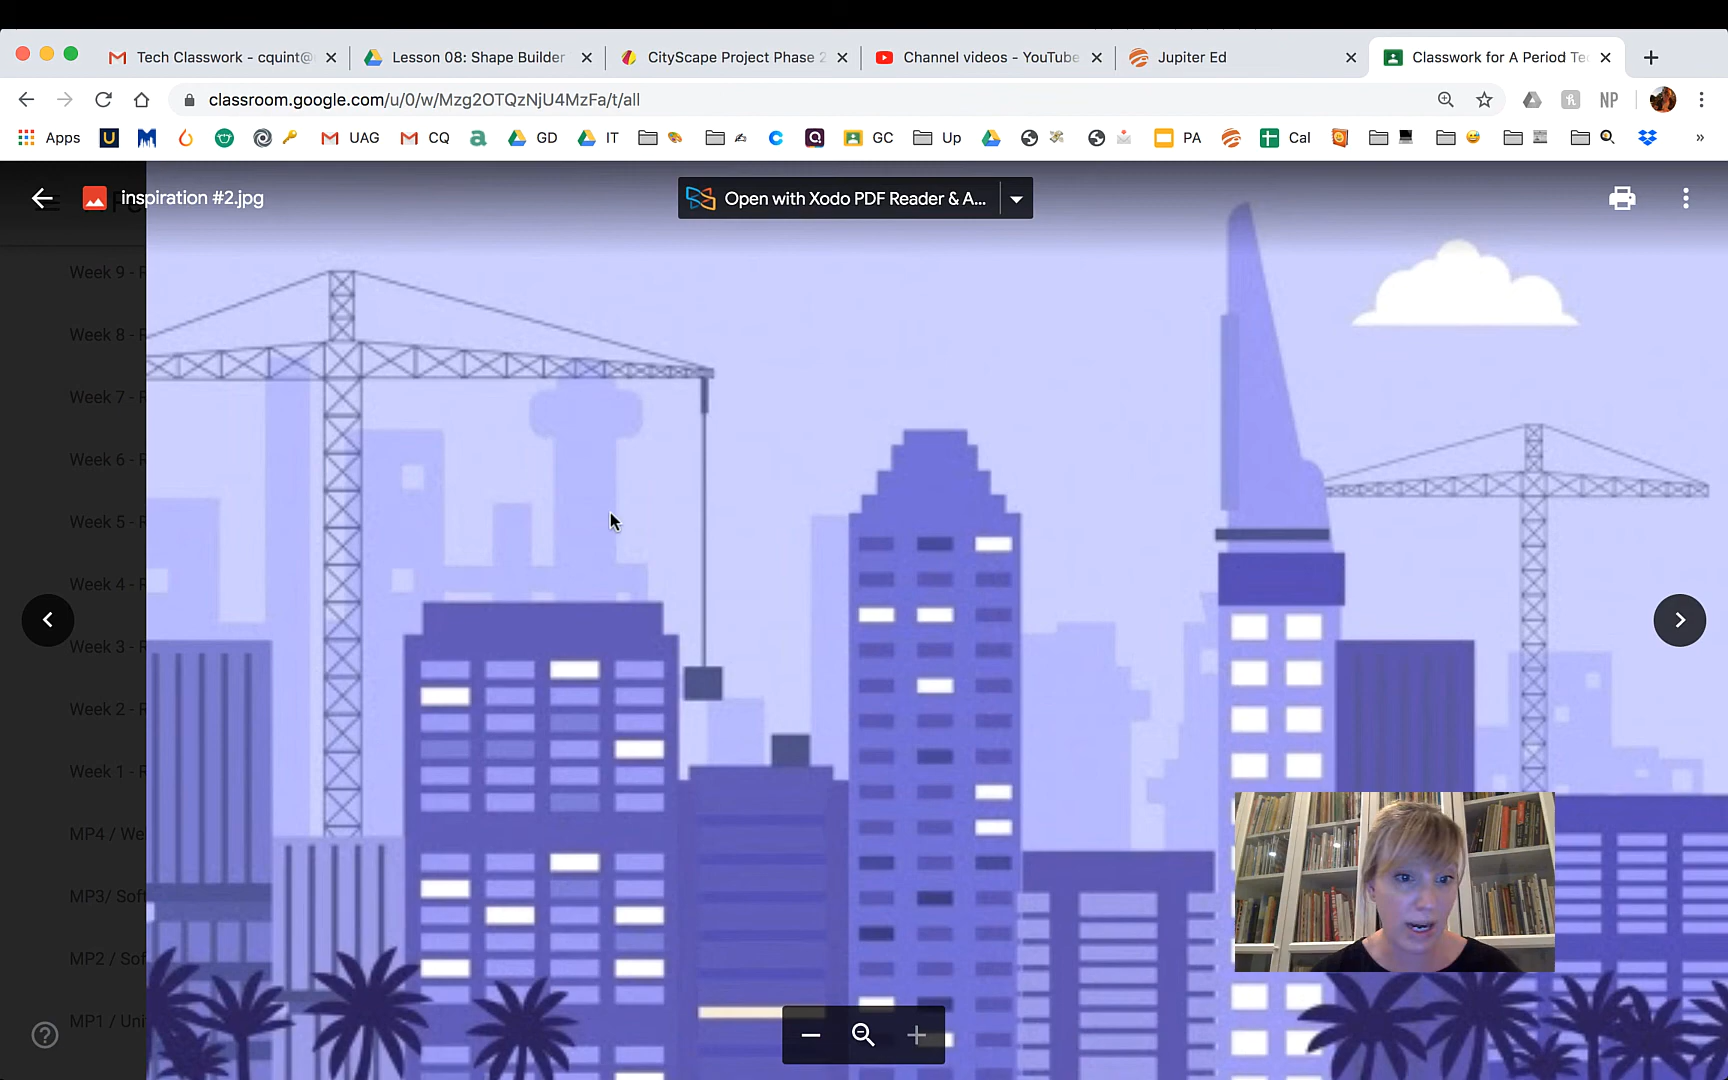 Tech Classwork - cquint@
Lesson 08: Shape Builder
CityScape Project Phase 2
Channel videos - YouTube
Jupiter Ed
Classwork for A Period Te
classroom.google.com/u/0/w/Mzg2OTQzNjU4MzFa/t/all
NP
Apps
UAG
CQ
GD
IT
GC
Up
PA
Cal
»
inspiration #2.jpg
Open with Xodo PDF Reader & A...
Week 9 - R
Week 8 - R
Week 7 - R
Week 6 - R
Week 5 - R
Week 4 - R
Week 3 - R
Week 2 - R
Week 1 - R
MP4 / We
MP3/ Sof
MP2 / Sof
MP1 / Uni